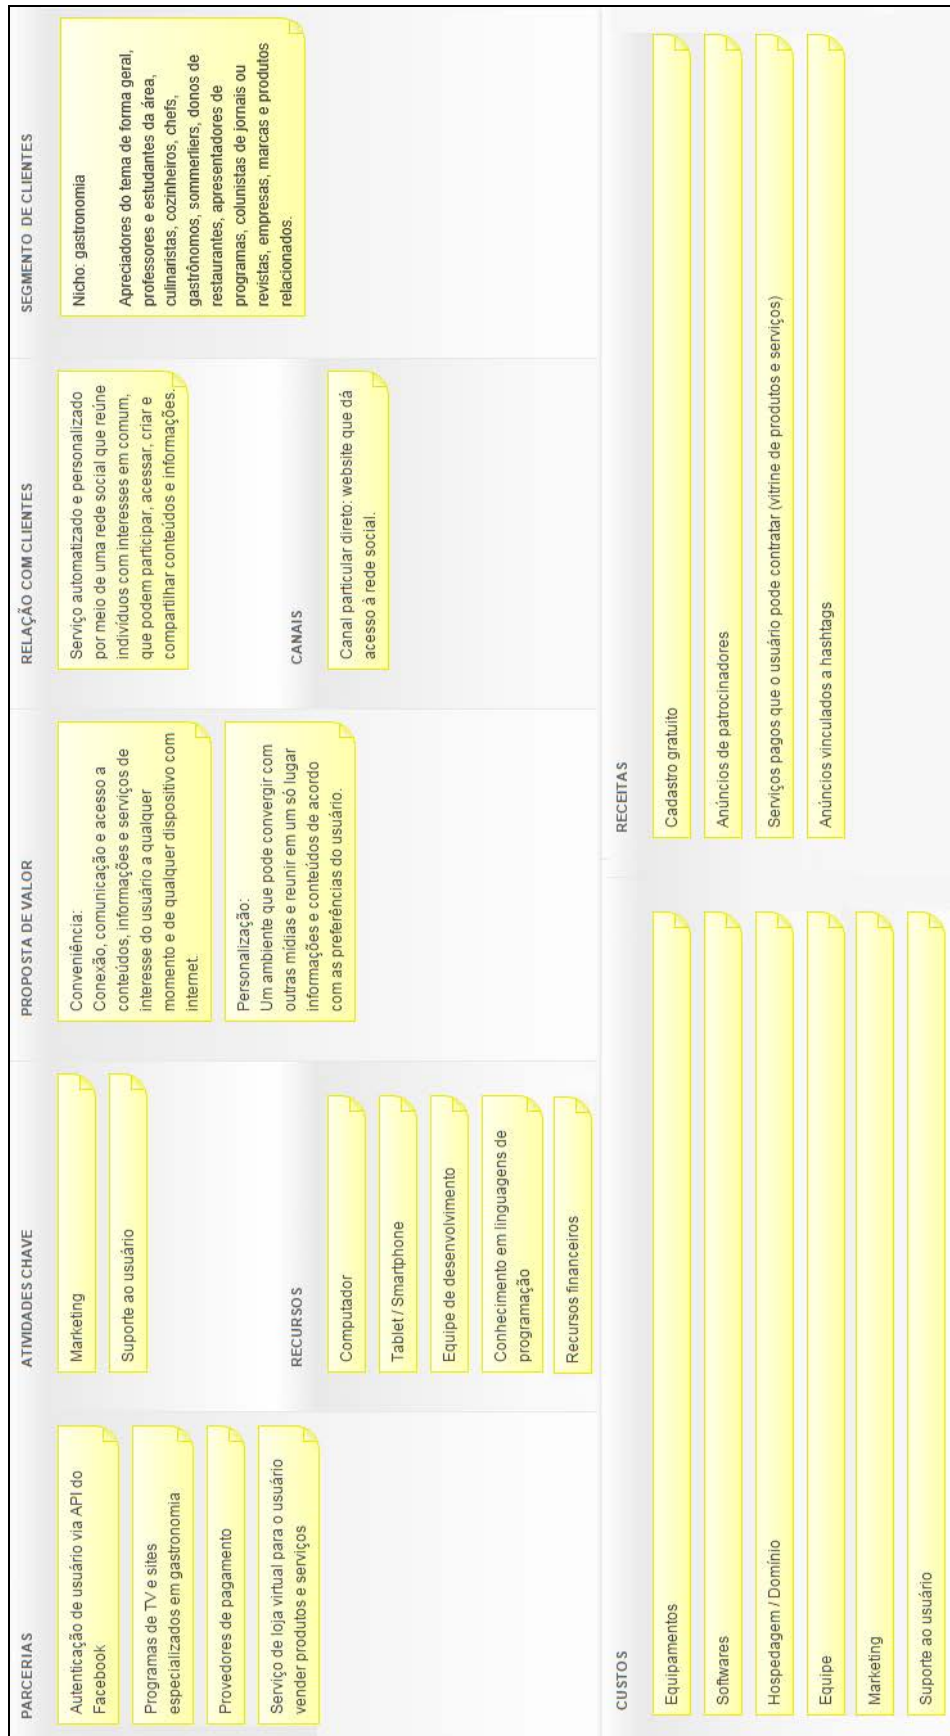 PARCERIAS
Autenticação de usuário via API do
Facebook
Programas de TV e sites
especializados em gastronomia
Provedores de pagamento
Serviço de loja virtual para o usuário
vender produtos e serviços
ATIVIDADES CHAVE
Marketing
Suporte ao usuário
RECURSOS
Computador
Tablet / Smartphone
Equipe de desenvolvimento
Conhecimento em linguagens de
programação
Recursos financeiros
PROPOSTA DE VALOR
Conveniência:
Conexão, comunicação e acesso a
conteúdos, informações e serviços de
interesse do usuário a qualquer
momento e de qualquer dispositivo com
internet.
Personalização:
Um ambiente que pode convergir com
outras mídias e reunir em um só lugar
informações e conteúdos de acordo
com as preferências do usuário.
RELAÇÃO COM CLIENTES
Serviço automatizado e personalizado
por meio de uma rede social que reúne
indivíduos com interesses em comum,
que podem participar, acessar, criar e
compartilhar conteúdos e informações.
CANAIS
Canal particular direto: website que dá
acesso à rede social.
SEGMENTO DE CLIENTES
Nicho: gastronomia
Apreciadores do tema de forma geral,
professores e estudantes da área,
culinaristas, cozinheiros, chefs,
gastrônomos, sommerliers, donos de
restaurantes, apresentadores de
programas, colunistas de jornais ou
revistas, empresas, marcas e produtos
relacionados.
CUSTOS
Equipamentos
Softwares
Hospedagem / Domínio
Equipe
Marketing
Suporte ao usuário
RECEITAS
Cadastro gratuito
Anúncios de patrocinadores
Serviços pagos que o usuário pode contratar (vitrine de produtos e serviços)
Anúncios vinculados a hashtags